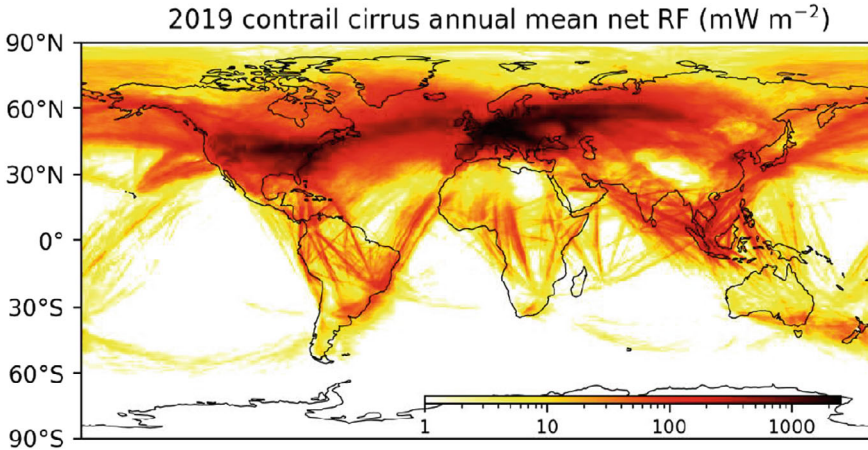 2019 contrail cirrus annual mean net RF (mW m⁻²)
90°N
60°N
30°N
0°
30°S
60°S
90°S
1 10 100 1000